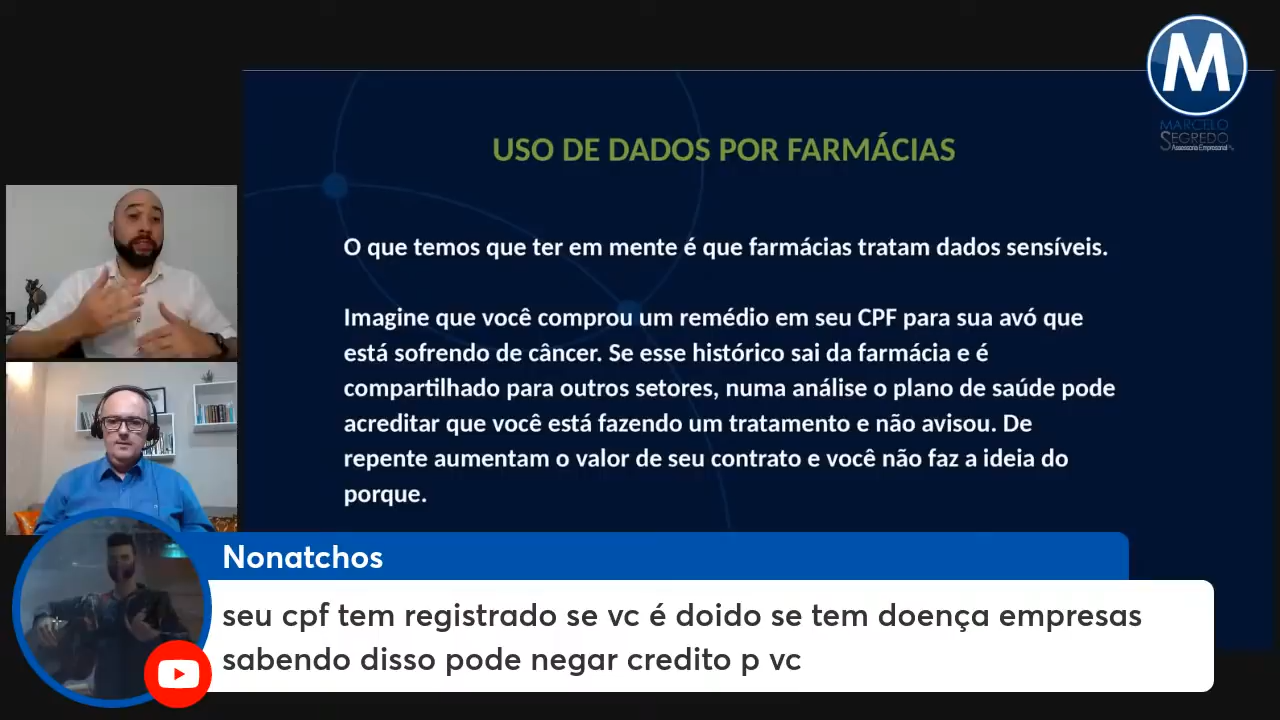 M
MARCELO
SEGREDO
Assessoria Empresarial
USO DE DADOS POR FARMÁCIAS
O que temos que ter em mente é que farmácias tratam dados sensíveis.
Imagine que você comprou um remédio em seu CPF para sua avó que
está sofrendo de câncer. Se esse histórico sai da farmácia e é
compartilhado para outros setores, numa análise o plano de saúde pode
acreditar que você está fazendo um tratamento e não avisou. De
repente aumentam o valor de seu contrato e você não faz a ideia do
porque.
Nonatchos
seu cpf tem registrado se vc é doido se tem doença empresas
sabendo disso pode negar credito p vc